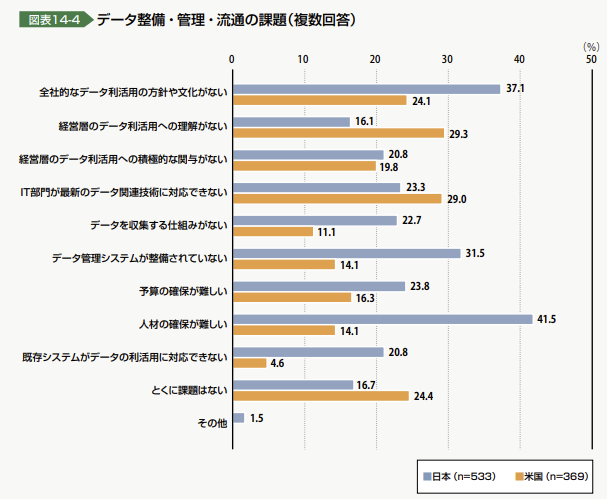 図表14-4 データ整備・管理・流通の課題（複数回答）
（%）
0 10 20 30 40 50
全社的なデータ利活用の方針や文化がない 37.1
24.1
経営層のデータ利活用への理解がない 16.1
29.3
経営層のデータ利活用への積極的な関与がない 20.8
19.8
IT部門が最新のデータ関連技術に対応できない 23.3
29.0
データを収集する仕組みがない 22.7
11.1
データ管理システムが整備されていない 31.5
14.1
予算の確保が難しい 23.8
16.3
人材の確保が難しい 41.5
14.1
既存システムがデータの利活用に対応できない 20.8
4.6
とくに課題はない 16.7
24.4
その他 1.5
日本（n=533） 米国（n=369）